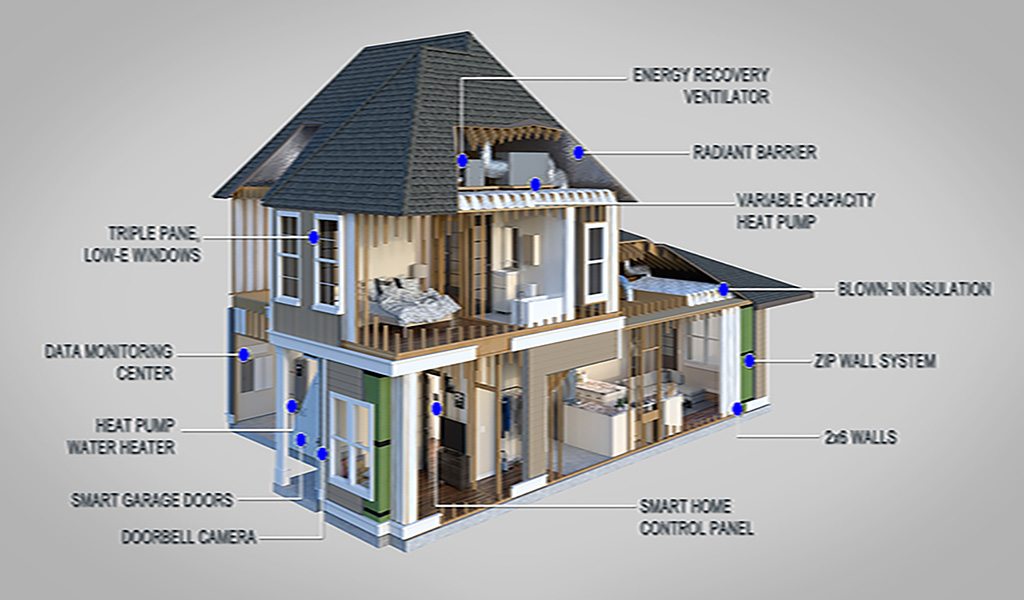 ENERGY RECOVERY
VENTILATOR
RADIANT BARRIER
VARIABLE CAPACITY
HEAT PUMP
TRIPLE PANE,
LOW-E WINDOWS
BLOWN-IN INSULATION
DATA MONITORING
CENTER
ZIP WALL SYSTEM
HEAT PUMP
WATER HEATER
2x6 WALLS
SMART GARAGE DOORS
SMART HOME
CONTROL PANEL
DOORBELL CAMERA